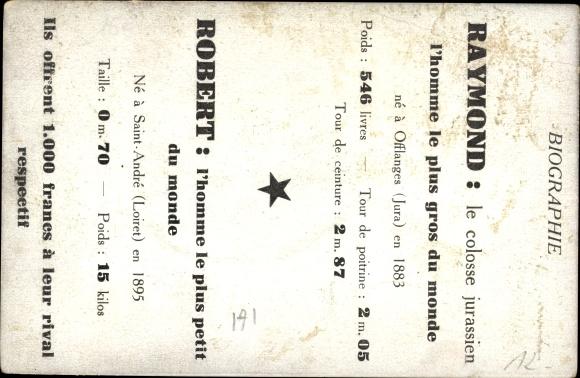 BIOGRAPHIE
RAYMOND : le colosse jurassien
l'homme le plus gros du monde
né à Offlanges (Jura) en 1883
Poids : 546 livres — Tour de poitrine : 2 m. 05
Tour de ceinture : 2 m. 87
ROBERT : l'homme le plus petit
du monde
Né à Saint-André (Loiret) en 1895
Taille : 0 m. 70 — Poids : 15 kilos
Ils offrent 1.000 francs à leur rival
respectif
191
12-